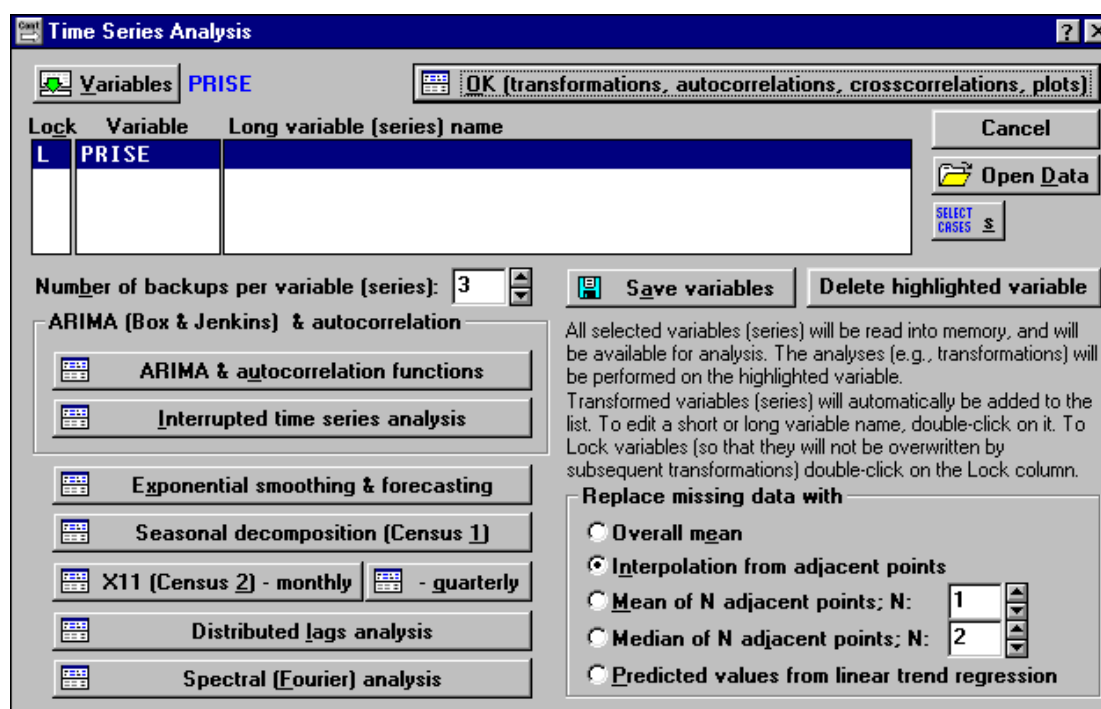 Time Series Analysis ? X
Variables PRISE OK (transformations, autocorrelations, crosscorrelations, plots)
Lock Variable Long variable (series) name
Cancel
L PRISE
Open Data
SELECT CASES S
Number of backups per variable (series): 3
Save variables Delete highlighted variable
ARIMA (Box & Jenkins) & autocorrelation
ARIMA & autocorrelation functions
Interrupted time series analysis
Exponential smoothing & forecasting
Seasonal decomposition (Census 1)
X11 (Census 2) - monthly - quarterly
Distributed lags analysis
Spectral (Fourier) analysis
All selected variables (series) will be read into memory, and will
be available for analysis. The analyses (e.g., transformations) will
be performed on the highlighted variable.
Transformed variables (series) will automatically be added to the
list. To edit a short or long variable name, double-click on it. To
Lock variables (so that they will not be overwritten by
subsequent transformations) double-click on the Lock column.
Replace missing data with
Overall mean
Interpolation from adjacent points
Mean of N adjacent points; N: 1
Median of N adjacent points; N: 2
Predicted values from linear trend regression